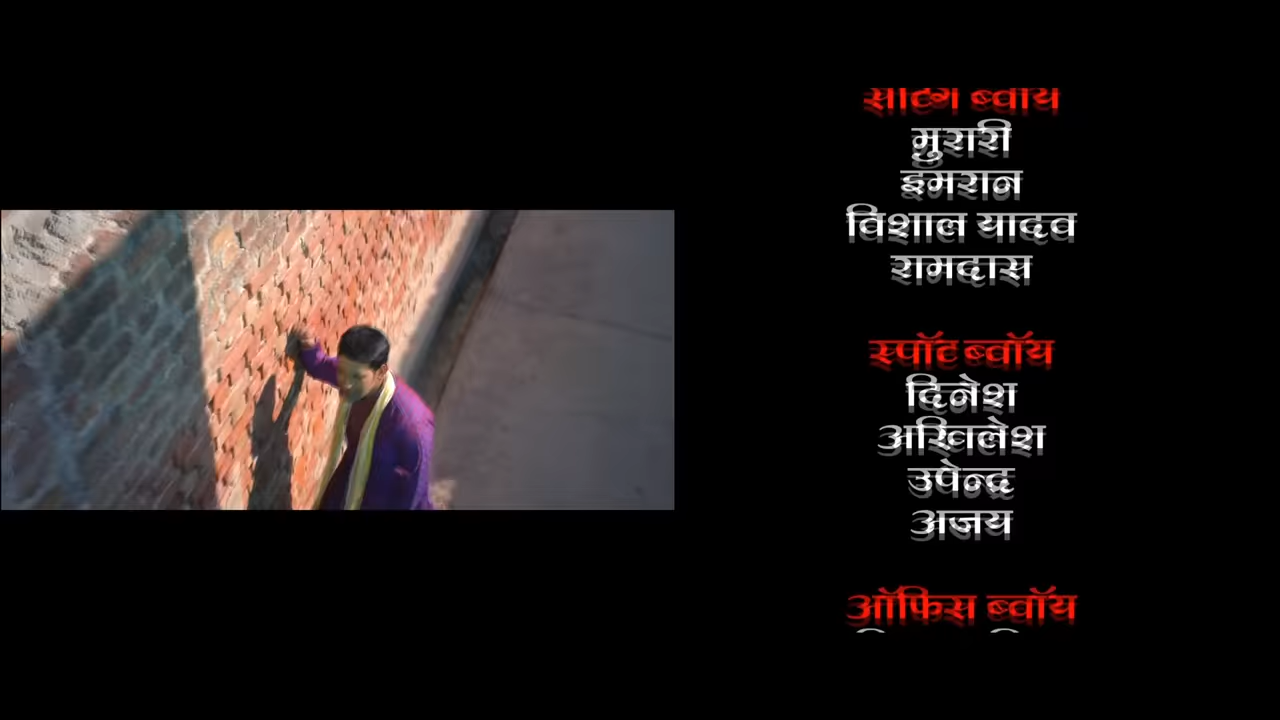 ब्वॉय
मुरारी
इमरान
विशाल यादव
रामदास
स्पॉट ब्वॉय
दिनेश
अखिलेश
उपेन्द्र
अजय
ऑफिस ब्वॉय